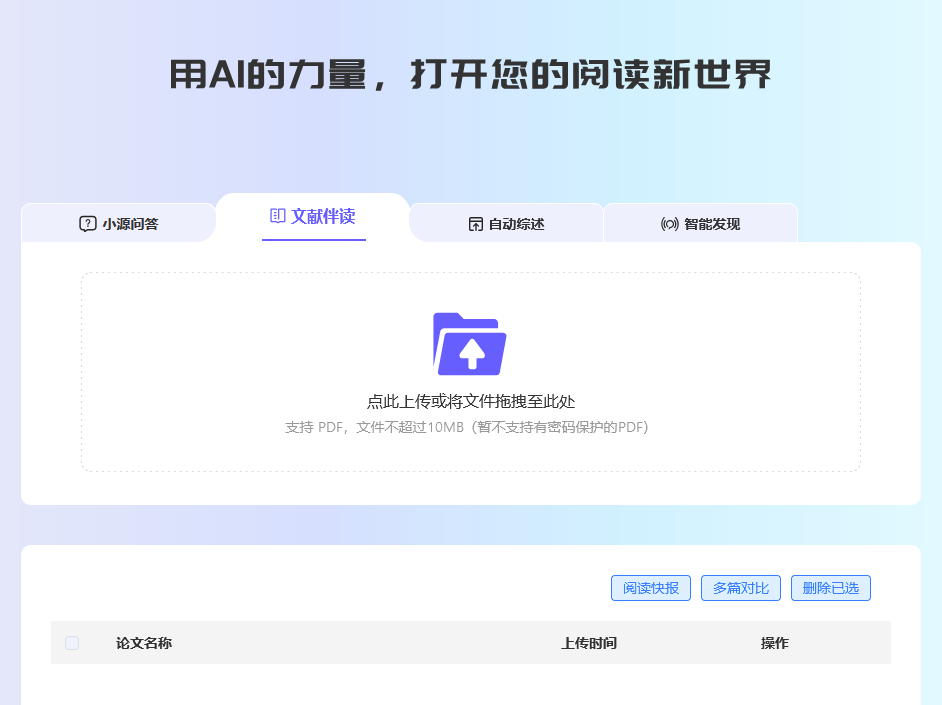 用AI的力量，打开您的阅读新世界
小源问答
文献伴读
自动综述
智能发现
点此上传或将文件拖拽至此处
支持 PDF，文件不超过10MB（暂不支持有密码保护的PDF）
阅读快报 多篇对比 删除已选
论文名称 上传时间 操作